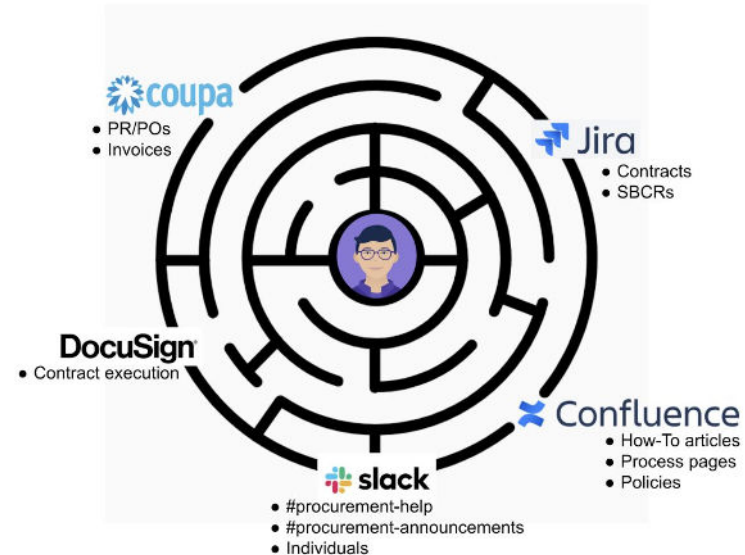 coupa
• PR/POs
• Invoices
Jira
• Contracts
• SBCRs
DocuSign
• Contract execution
Confluence
• How-To articles
• Process pages
• Policies
slack
• #procurement-help
• #procurement-announcements
• Individuals